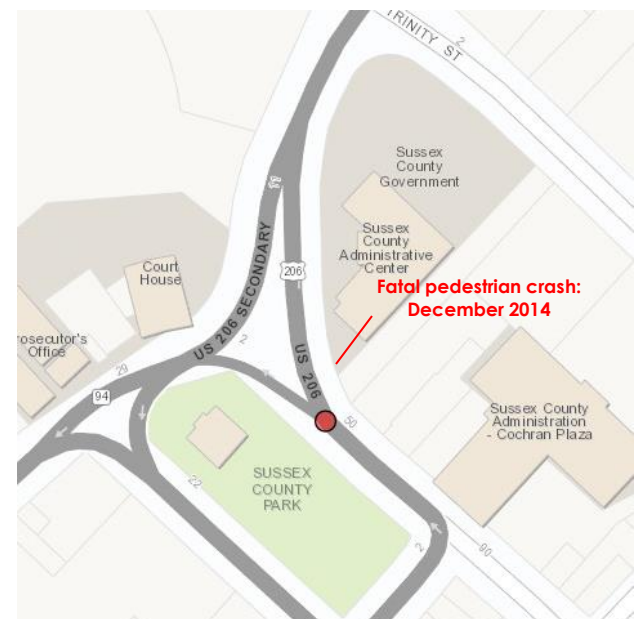 TRINITY ST
2
Sussex
County
Government
Sussex
County
Administrative
Center
Fatal pedestrian crash:
December 2014
206
US 206 SECONDARY
US 206
Court
House
rosecutor's
Office
29
94
2
50
Sussex County
Administration
- Cochran Plaza
22
SUSSEX
COUNTY
PARK
2
90